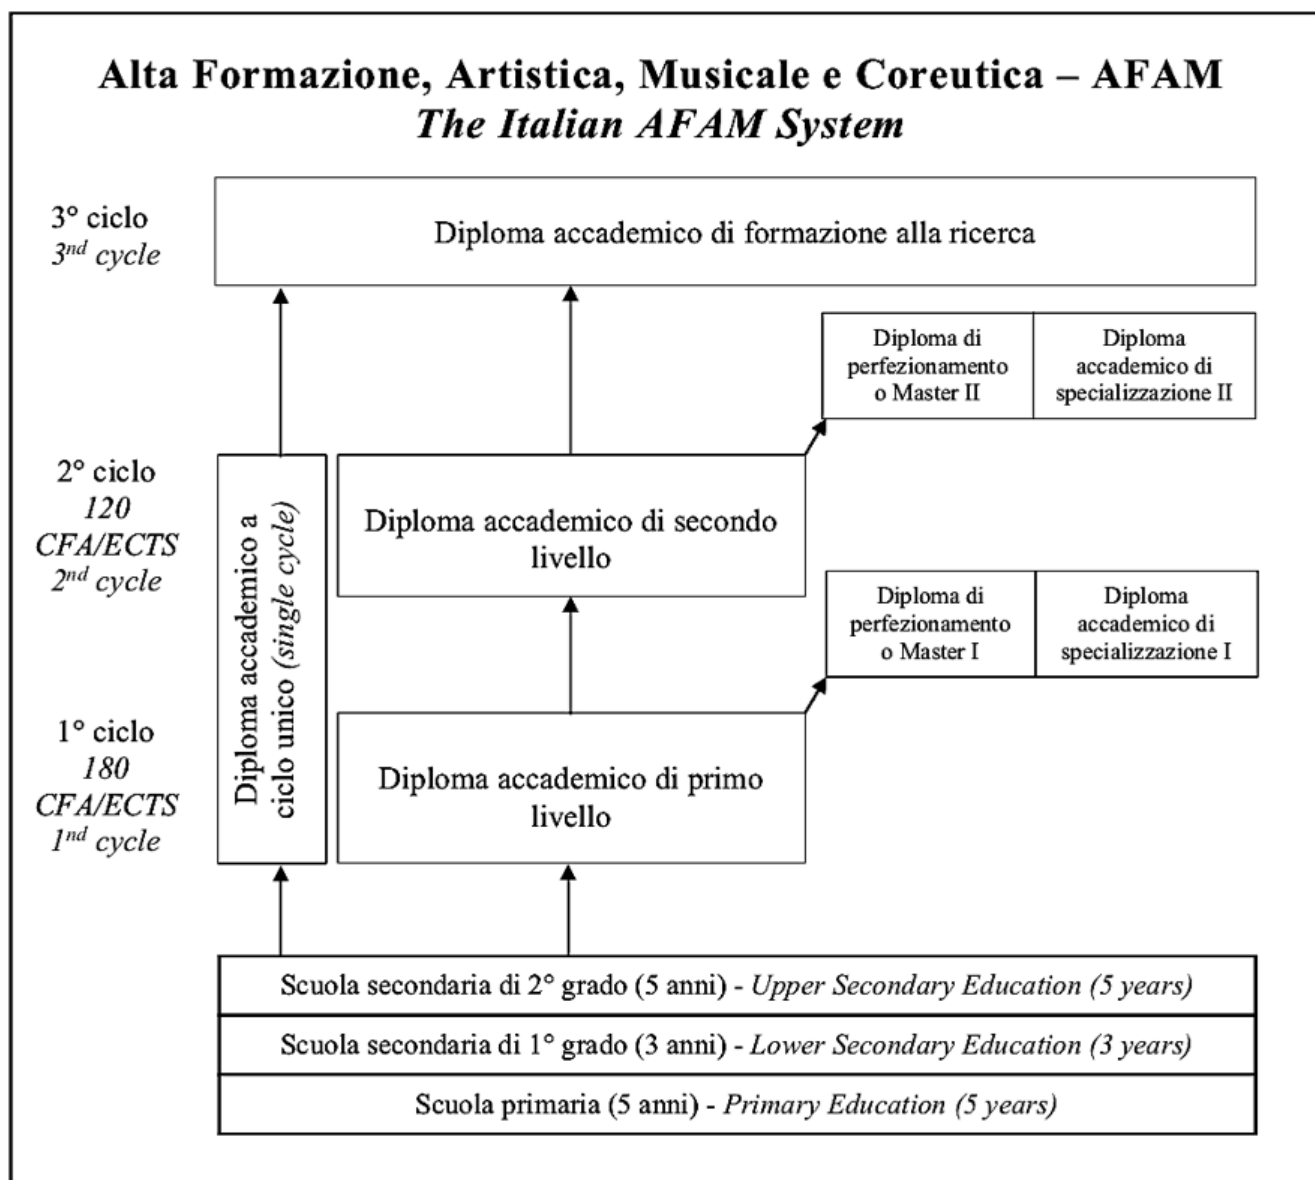 Alta Formazione, Artistica, Musicale e Coreutica – AFAM
The Italian AFAM System
3° ciclo
3nd cycle
Diploma accademico di formazione alla ricerca
Diploma di
perfezionamento
o Master II
Diploma
accademico di
specializzazione II
2° ciclo
120
CFA/ECTS
2nd cycle
Diploma accademico a
ciclo unico (single cycle)
Diploma accademico di secondo
livello
Diploma di
perfezionamento
o Master I
Diploma
accademico di
specializzazione I
1° ciclo
180
CFA/ECTS
1nd cycle
Diploma accademico di primo
livello
Scuola secondaria di 2° grado (5 anni) - Upper Secondary Education (5 years)
Scuola secondaria di 1° grado (3 anni) - Lower Secondary Education (3 years)
Scuola primaria (5 anni) - Primary Education (5 years)